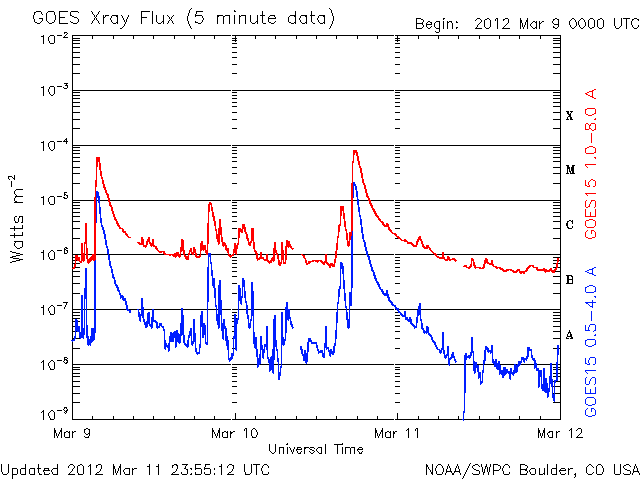 GOES Xray Flux (5 minute data)
Begin: 2012 Mar 9 0000 UTC
10⁻²
10⁻³
10⁻⁴
10⁻⁵
10⁻⁶
10⁻⁷
10⁻⁸
10⁻⁹
Watts m⁻²
X
M
C
B
A
GOES15 1.0-8.0 A
GOES15 0.5-4.0 A
Mar 9
Mar 10
Mar 11
Mar 12
Universal Time
Updated 2012 Mar 11 23:55:12 UTC
NOAA/SWPC Boulder, CO USA